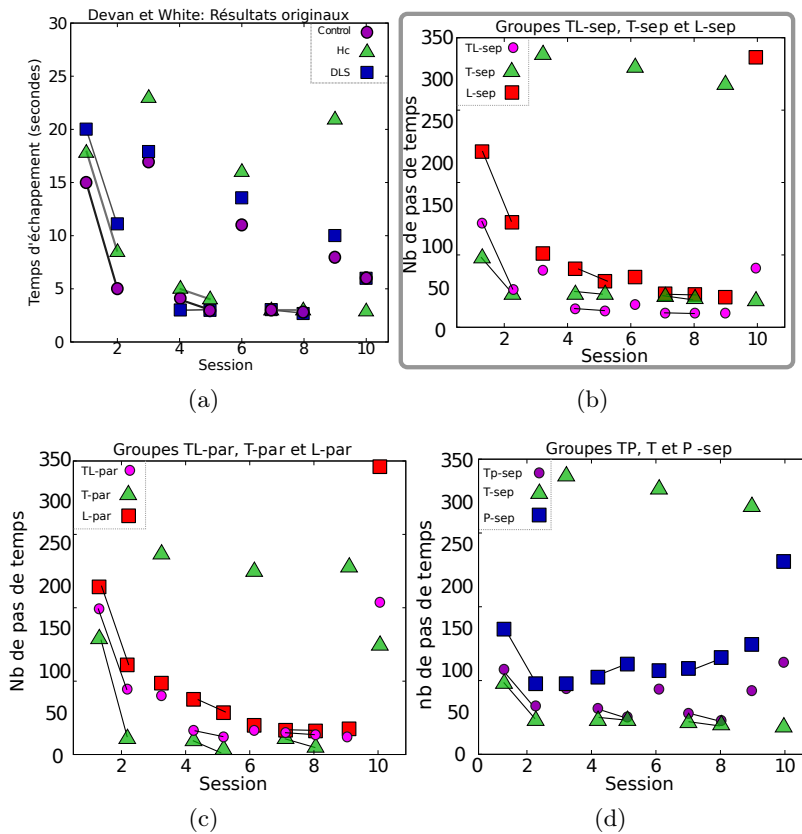 Devan et White: Résultats originaux
Temps d'échappement (secondes)
30
25
20
15
10
5
0
Control
Hc
DLS
2
4
6
8
10
Session
(a)
Groupes TL-sep, T-sep et L-sep
Nb de pas de temps
350
300
250
200
150
100
50
0
TL-sep
T-sep
L-sep
2
4
6
8
10
Session
(b)
Groupes TL-par, T-par et L-par
Nb de pas de temps
350
300
250
200
150
100
50
0
TL-par
T-par
L-par
2
4
6
8
10
Session
(c)
Groupes TP, T et P -sep
nb de pas de temps
350
300
250
200
150
100
50
0
Tp-sep
T-sep
P-sep
0
2
4
6
8
10
Session
(d)